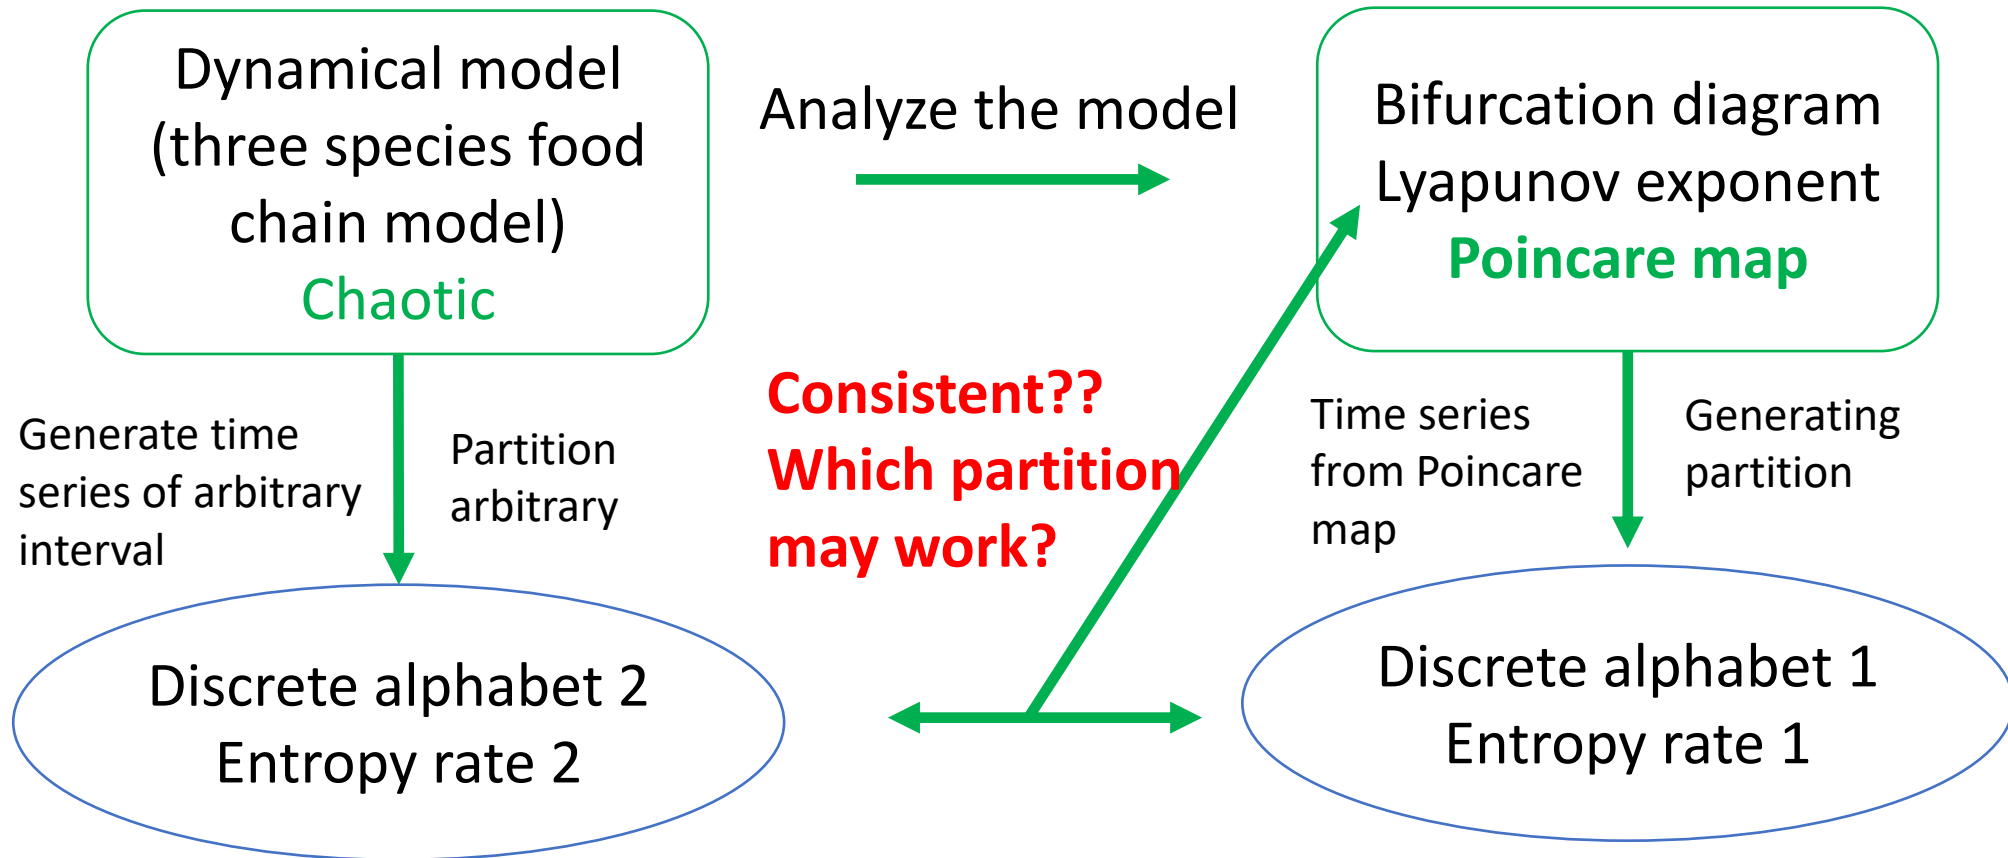 Dynamical model
(three species food
chain model)
Chaotic
Analyze the model
Bifurcation diagram
Lyapunov exponent
Poincare map
Generate time
series of arbitrary
interval
Partition
arbitrary
Consistent??
Which partition
may work?
Time series
from Poincare
map
Generating
partition
Discrete alphabet 2
Entropy rate 2
Discrete alphabet 1
Entropy rate 1